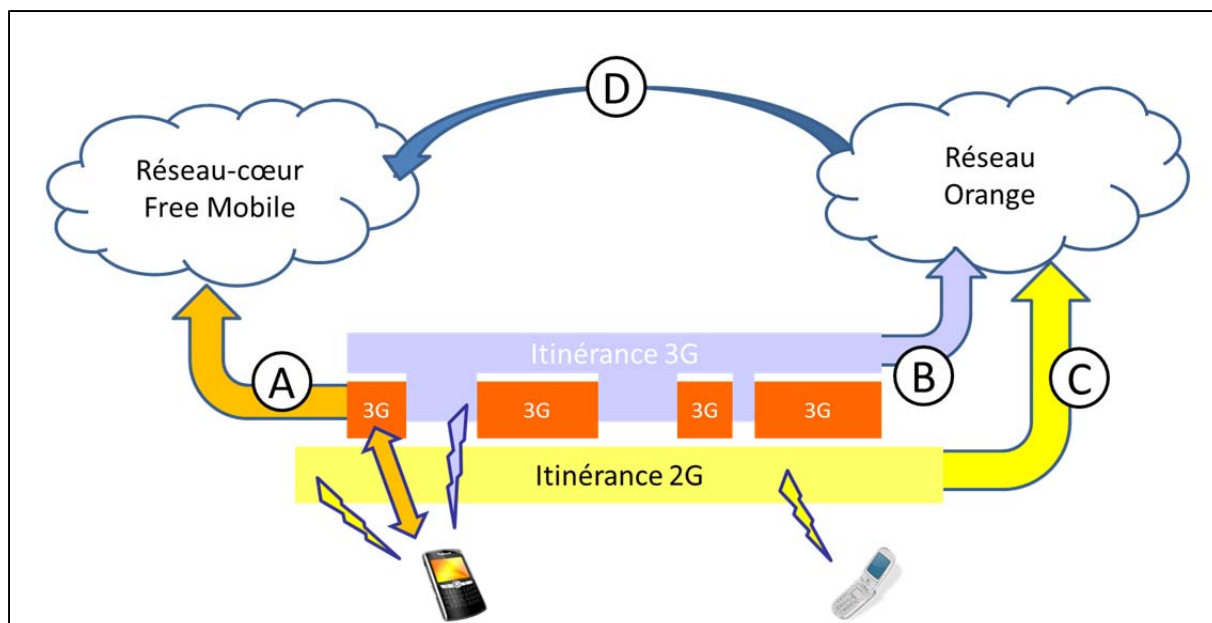 D
Réseau-cœur
Free Mobile
Réseau
Orange
Itinérance 3G
A
B
C
3G
3G
3G
3G
Itinérance 2G